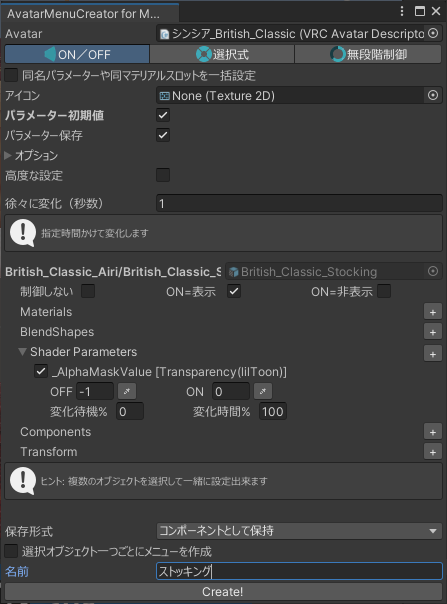 AvatarMenuCreator for M...
Avatar シンシア_British_Classic (VRC Avatar Descripto
ON／OFF 選択式 無段階制御
同名パラメーターや同マテリアルスロットを一括設定
アイコン None (Texture 2D)
パラメーター初期値
パラメーター保存
オプション
高度な設定
徐々に変化（秒数） 1
指定時間かけて変化します
British_Classic_Airi/British_Classic_S British_Classic_Stocking
制御しない ON=表示 ON=非表示
Materials +
BlendShapes +
Shader Parameters +
_AlphaMaskValue [Transparency(lilToon)]
OFF -1 ON 0
変化待機% 0 変化時間% 100
Components +
Transform +
ヒント: 複数のオブジェクトを選択して一緒に設定出来ます
保存形式 コンポーネントとして保持
選択オブジェクト一つごとにメニューを作成
名前 ストッキング
Create!